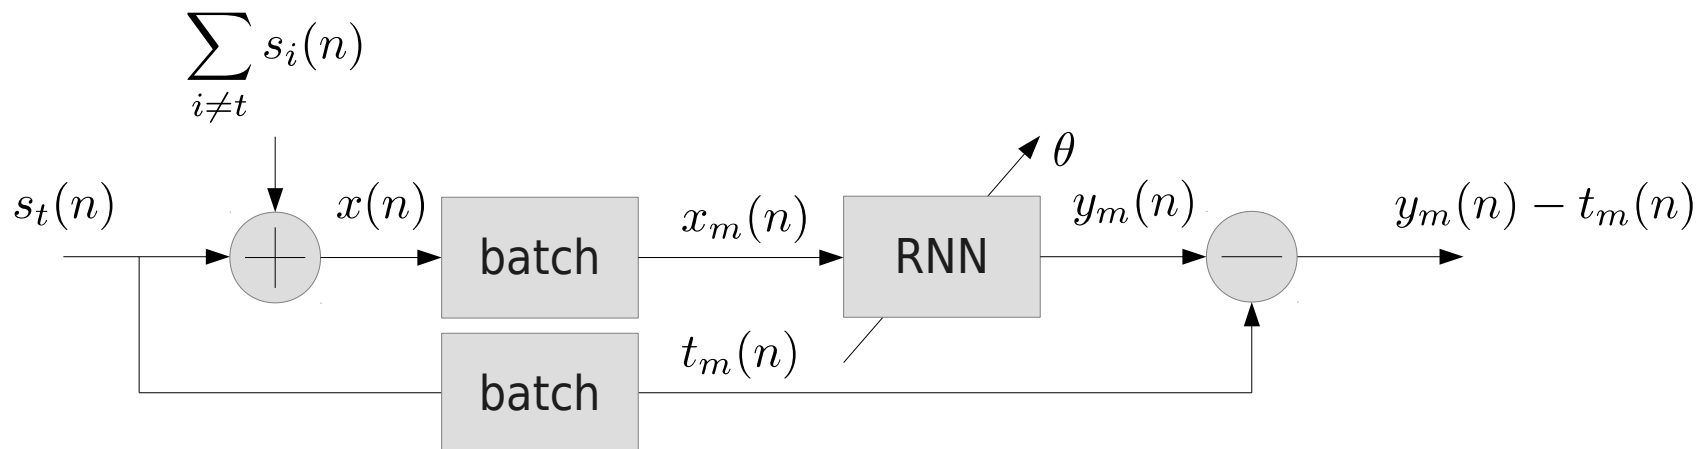 ∑ s_i(n)
i≠t
s_t(n)
x(n)
batch
x_m(n)
RNN
θ
y_m(n)
y_m(n) − t_m(n)
batch
t_m(n)